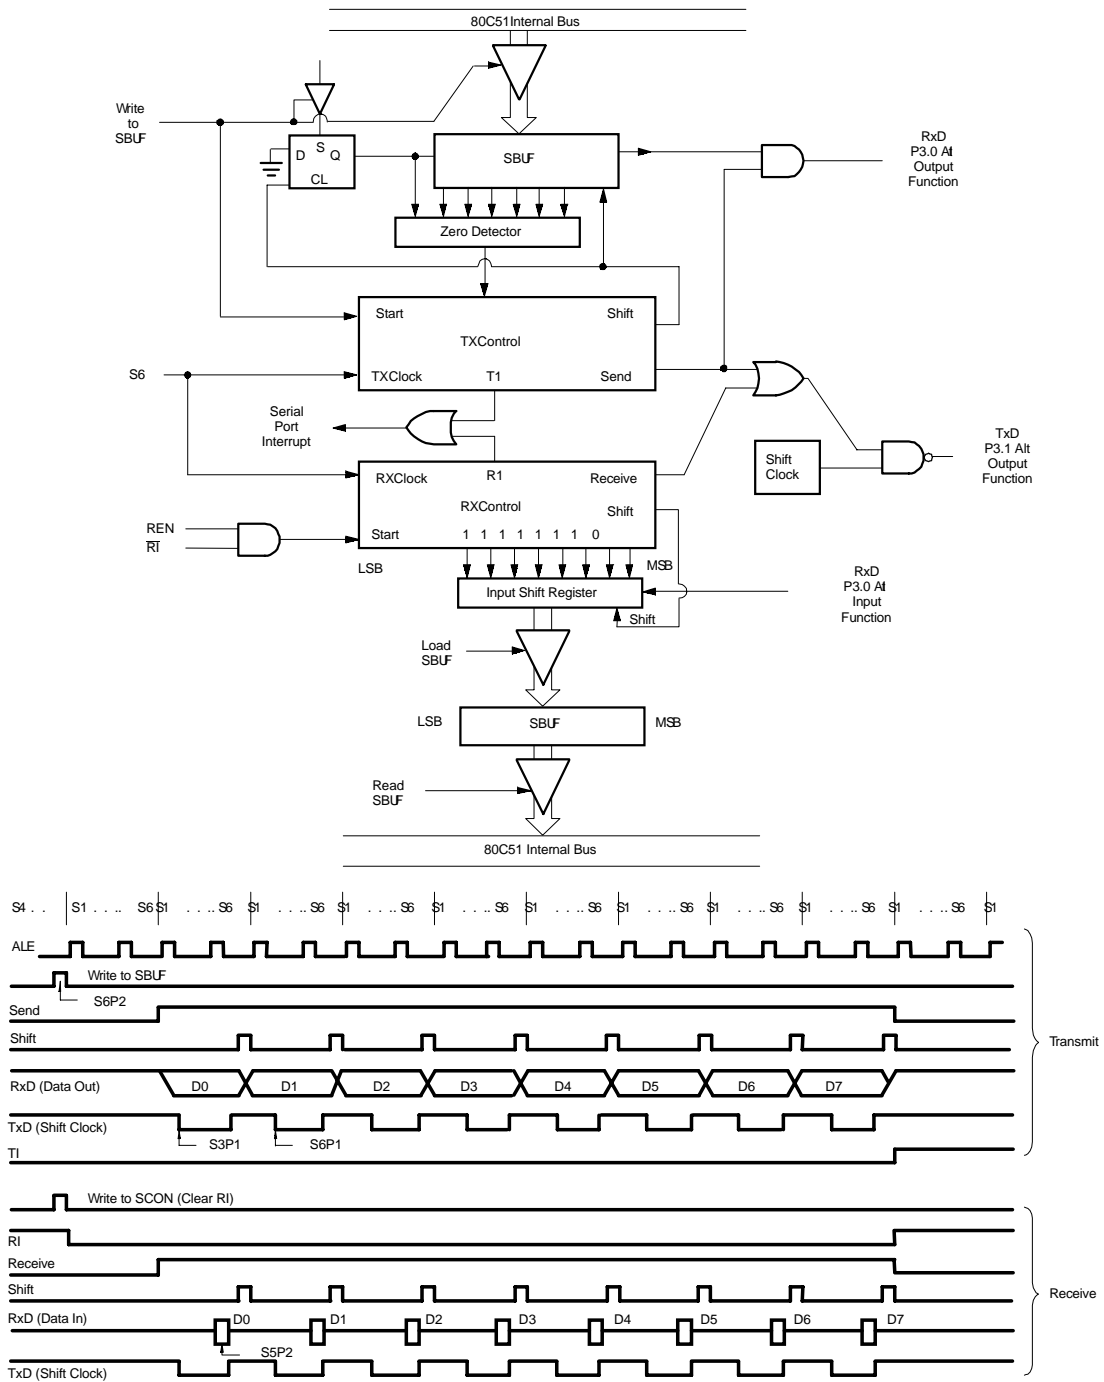 80C51Internal Bus
Write
to
SBUF
D S Q
CL
SBUF
RxD
P3.0 Alt
Output
Function
Zero Detector
Start Shift
TXControl
S6
TXClock T1 Send
Serial
Port
Interrupt
TxD
P3.1 Alt
Output
Function
Shift
Clock
RXClock R1 Receive
RXControl
Shift
REN
RI
Start 1 1 1 1 1 1 1 0
LSB MSB
Input Shift Register
RxD
P3.0 Alt
Input
Function
Shift
Load
SBUF
LSB SBUF MSB
Read
SBUF
80C51 Internal Bus
S4 . . S1 . . . .. S6 S1 . . .. S6 S1 . . .. S6 S1 . . .. S6 S1 . . .. S6 S1 . . .. S6 S1 . . .. S6 S1 . . .. S6 S1 . . .. S6 S1
ALE
Write to SBUF
S6P2
Send
Shift
Transmit
RxD (Data Out) D0 D1 D2 D3 D4 D5 D6 D7
TxD (Shift Clock)
S3P1 S6P1
TI
Write to SCON (Clear RI)
RI
Receive
Shift
Receive
RxD (Data In) D0 D1 D2 D3 D4 D5 D6 D7
S5P2
TxD (Shift Clock)